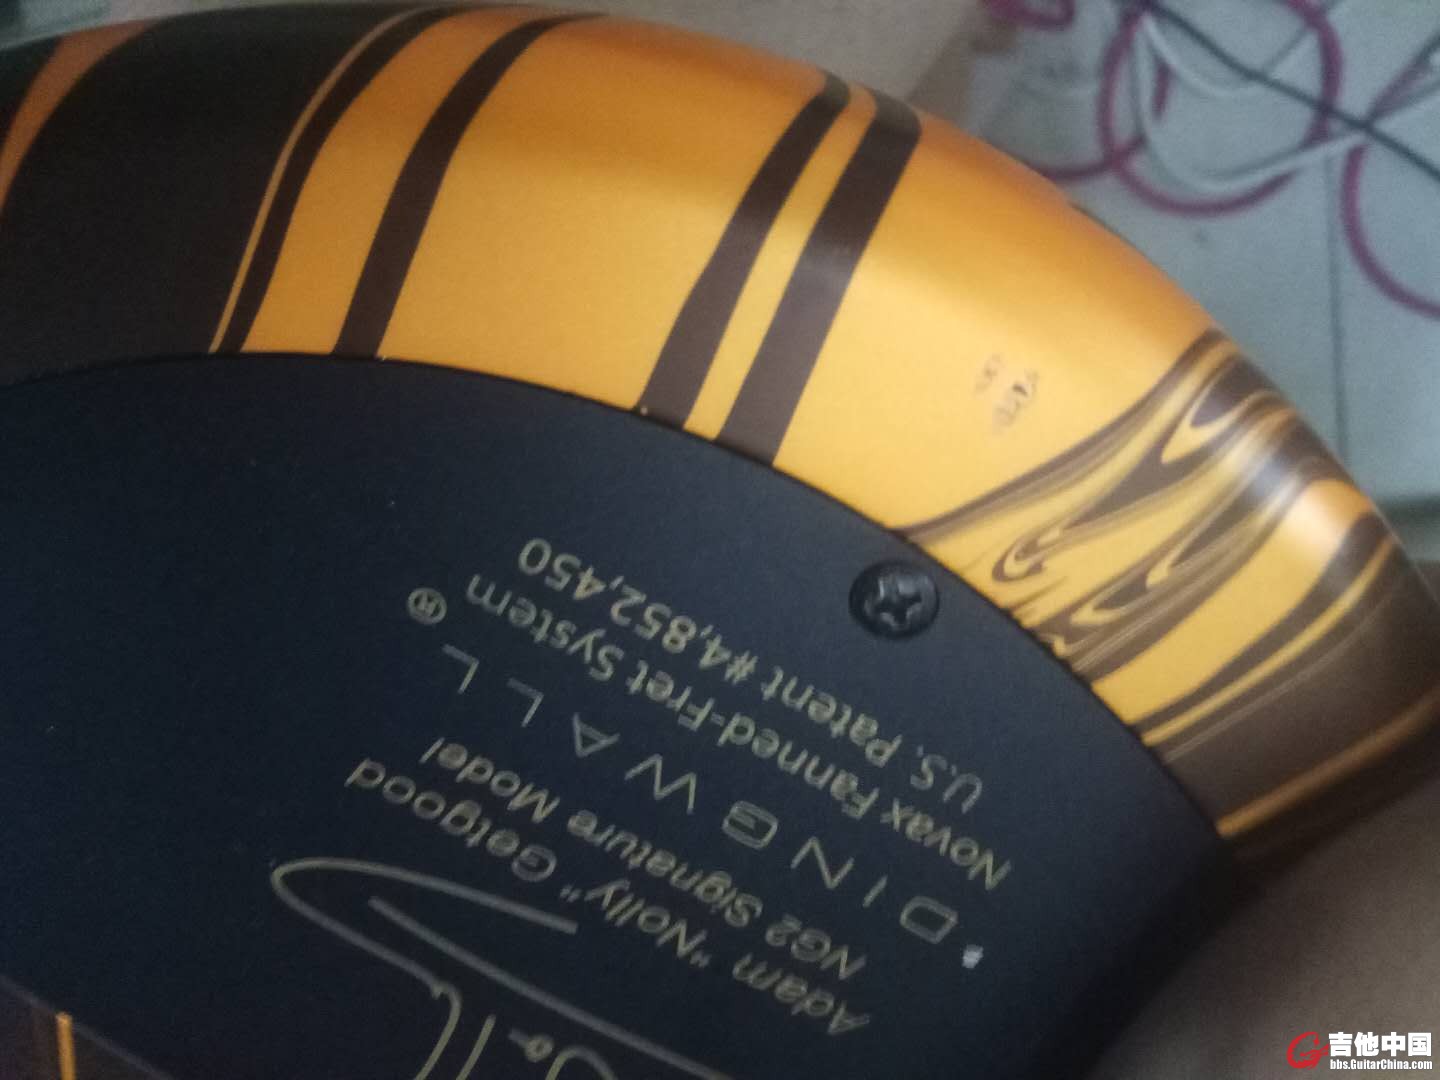 Adam "Nolly" Getgood
NG2 Signature Model
DINGWALL®
Novax Fanned-Fret System
U.S. Patent #4,852,450
吉他中国
bbs.GuitarChina.com